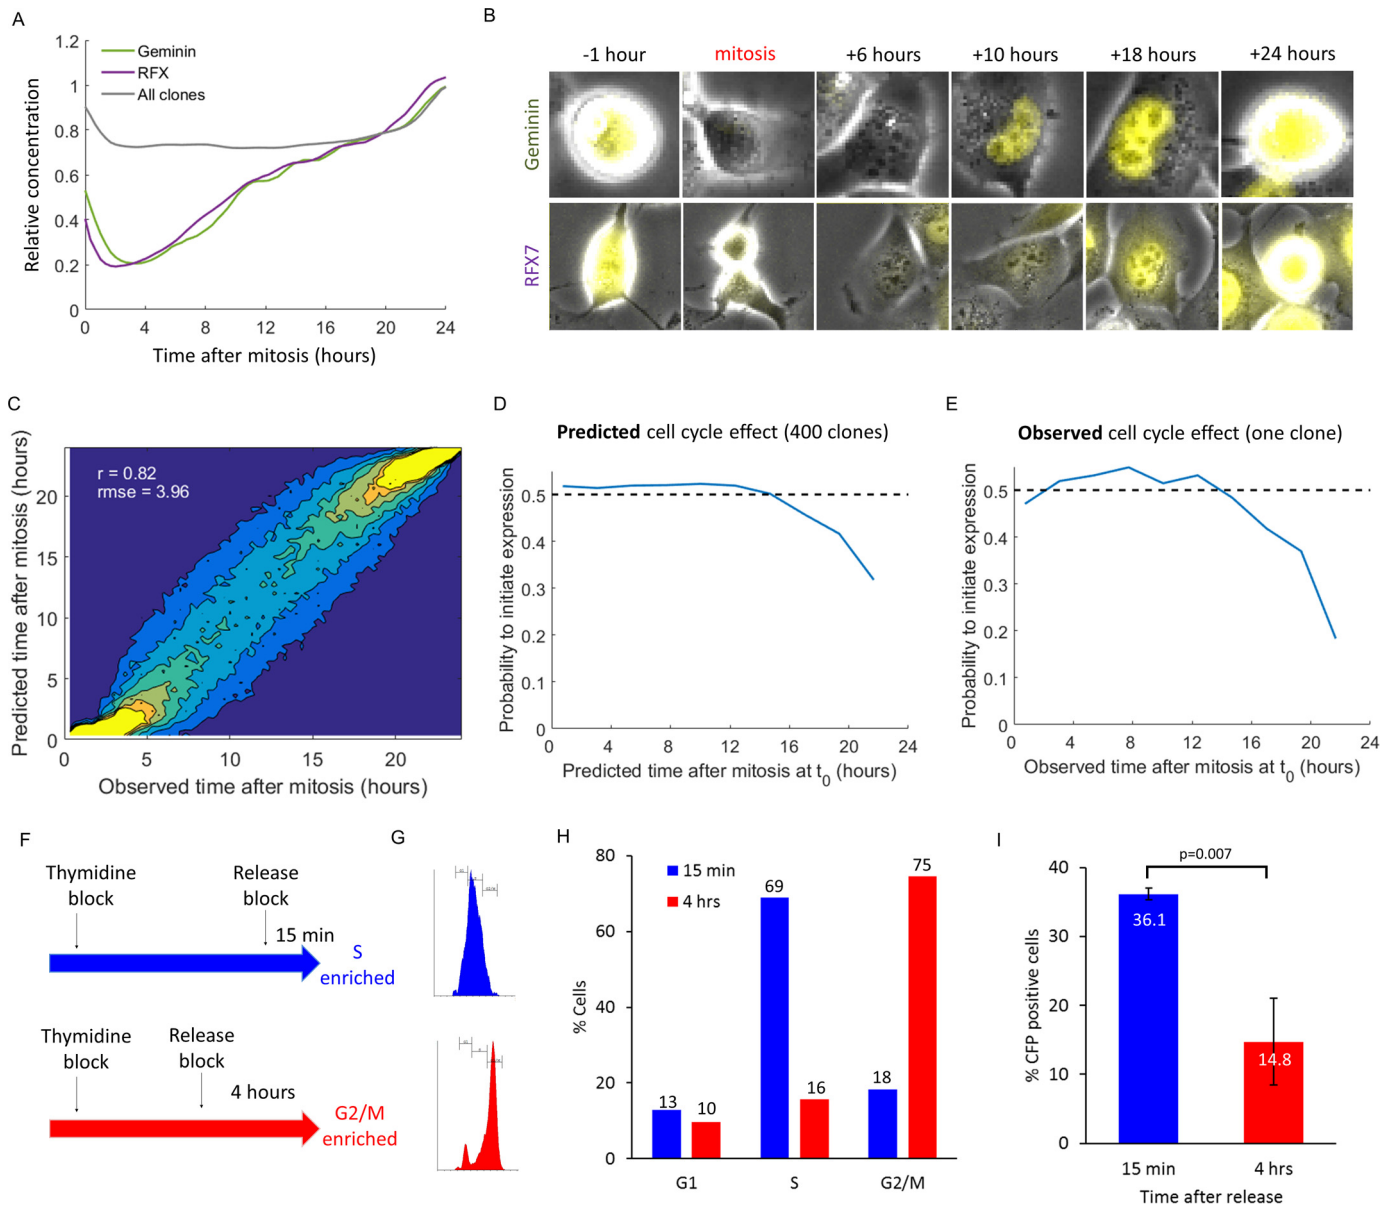 A
1.2
1
0.8
0.6
0.4
0.2
0
Geminin
RFX
All clones
Relative concentration
0 4 8 12 16 20 24
Time after mitosis (hours)
B
-1 hour mitosis +6 hours +10 hours +18 hours +24 hours
Geminin
RFX7
C
r = 0.82
rmse = 3.96
Predicted time after mitosis (hours)
20
15
10
5
0
0 5 10 15 20
Observed time after mitosis (hours)
D
Predicted cell cycle effect (400 clones)
Probability to initiate expression
0.5
0.4
0.3
0.2
0.1
0
0 4 8 12 16 20 24
Predicted time after mitosis at t0 (hours)
E
Observed cell cycle effect (one clone)
Probability to initiate expression
0.5
0.4
0.3
0.2
0.1
0
0 4 8 12 16 20 24
Observed time after mitosis at t0 (hours)
F
Thymidine
block
Release
block
15 min
S
enriched
Thymidine
block
Release
block
4 hours
G2/M
enriched
G
H
80
60
40
20
0
% Cells
15 min
4 hrs
13 10 69 16 18 75
G1 S G2/M
I
p=0.007
% CFP positive cells
40
30
20
10
0
36.1
14.8
15 min 4 hrs
Time after release